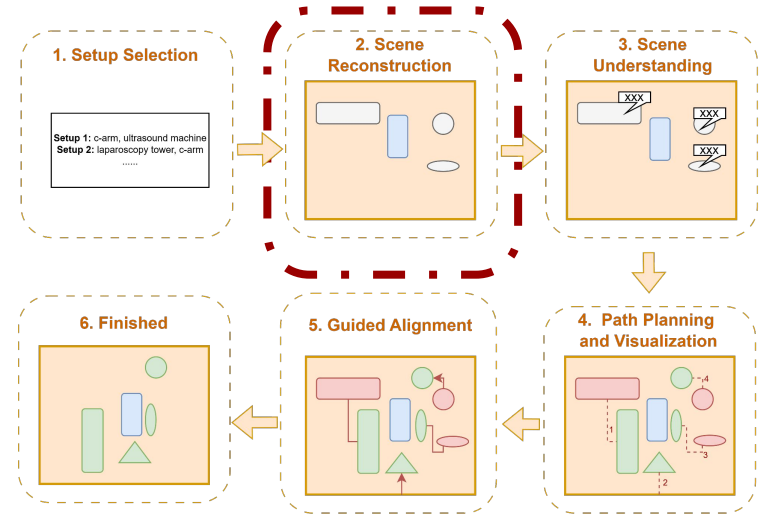 1. Setup Selection
Setup 1: c-arm, ultrasound machine
Setup 2: laparoscopy tower, c-arm
......
2. Scene
Reconstruction
3. Scene
Understanding
XXX
XXX
XXX
4. Path Planning
and Visualization
4
1
3
2
5. Guided Alignment
6. Finished